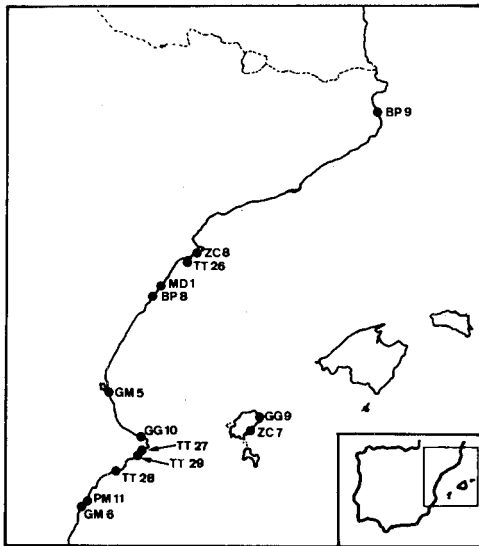 BP 9
ZC 8
TT 26
MD 1
BP 8
GM 5
GG 9
ZC 7
GG 10
TT 27
TT 29
TT 28
PM 11
GM 6